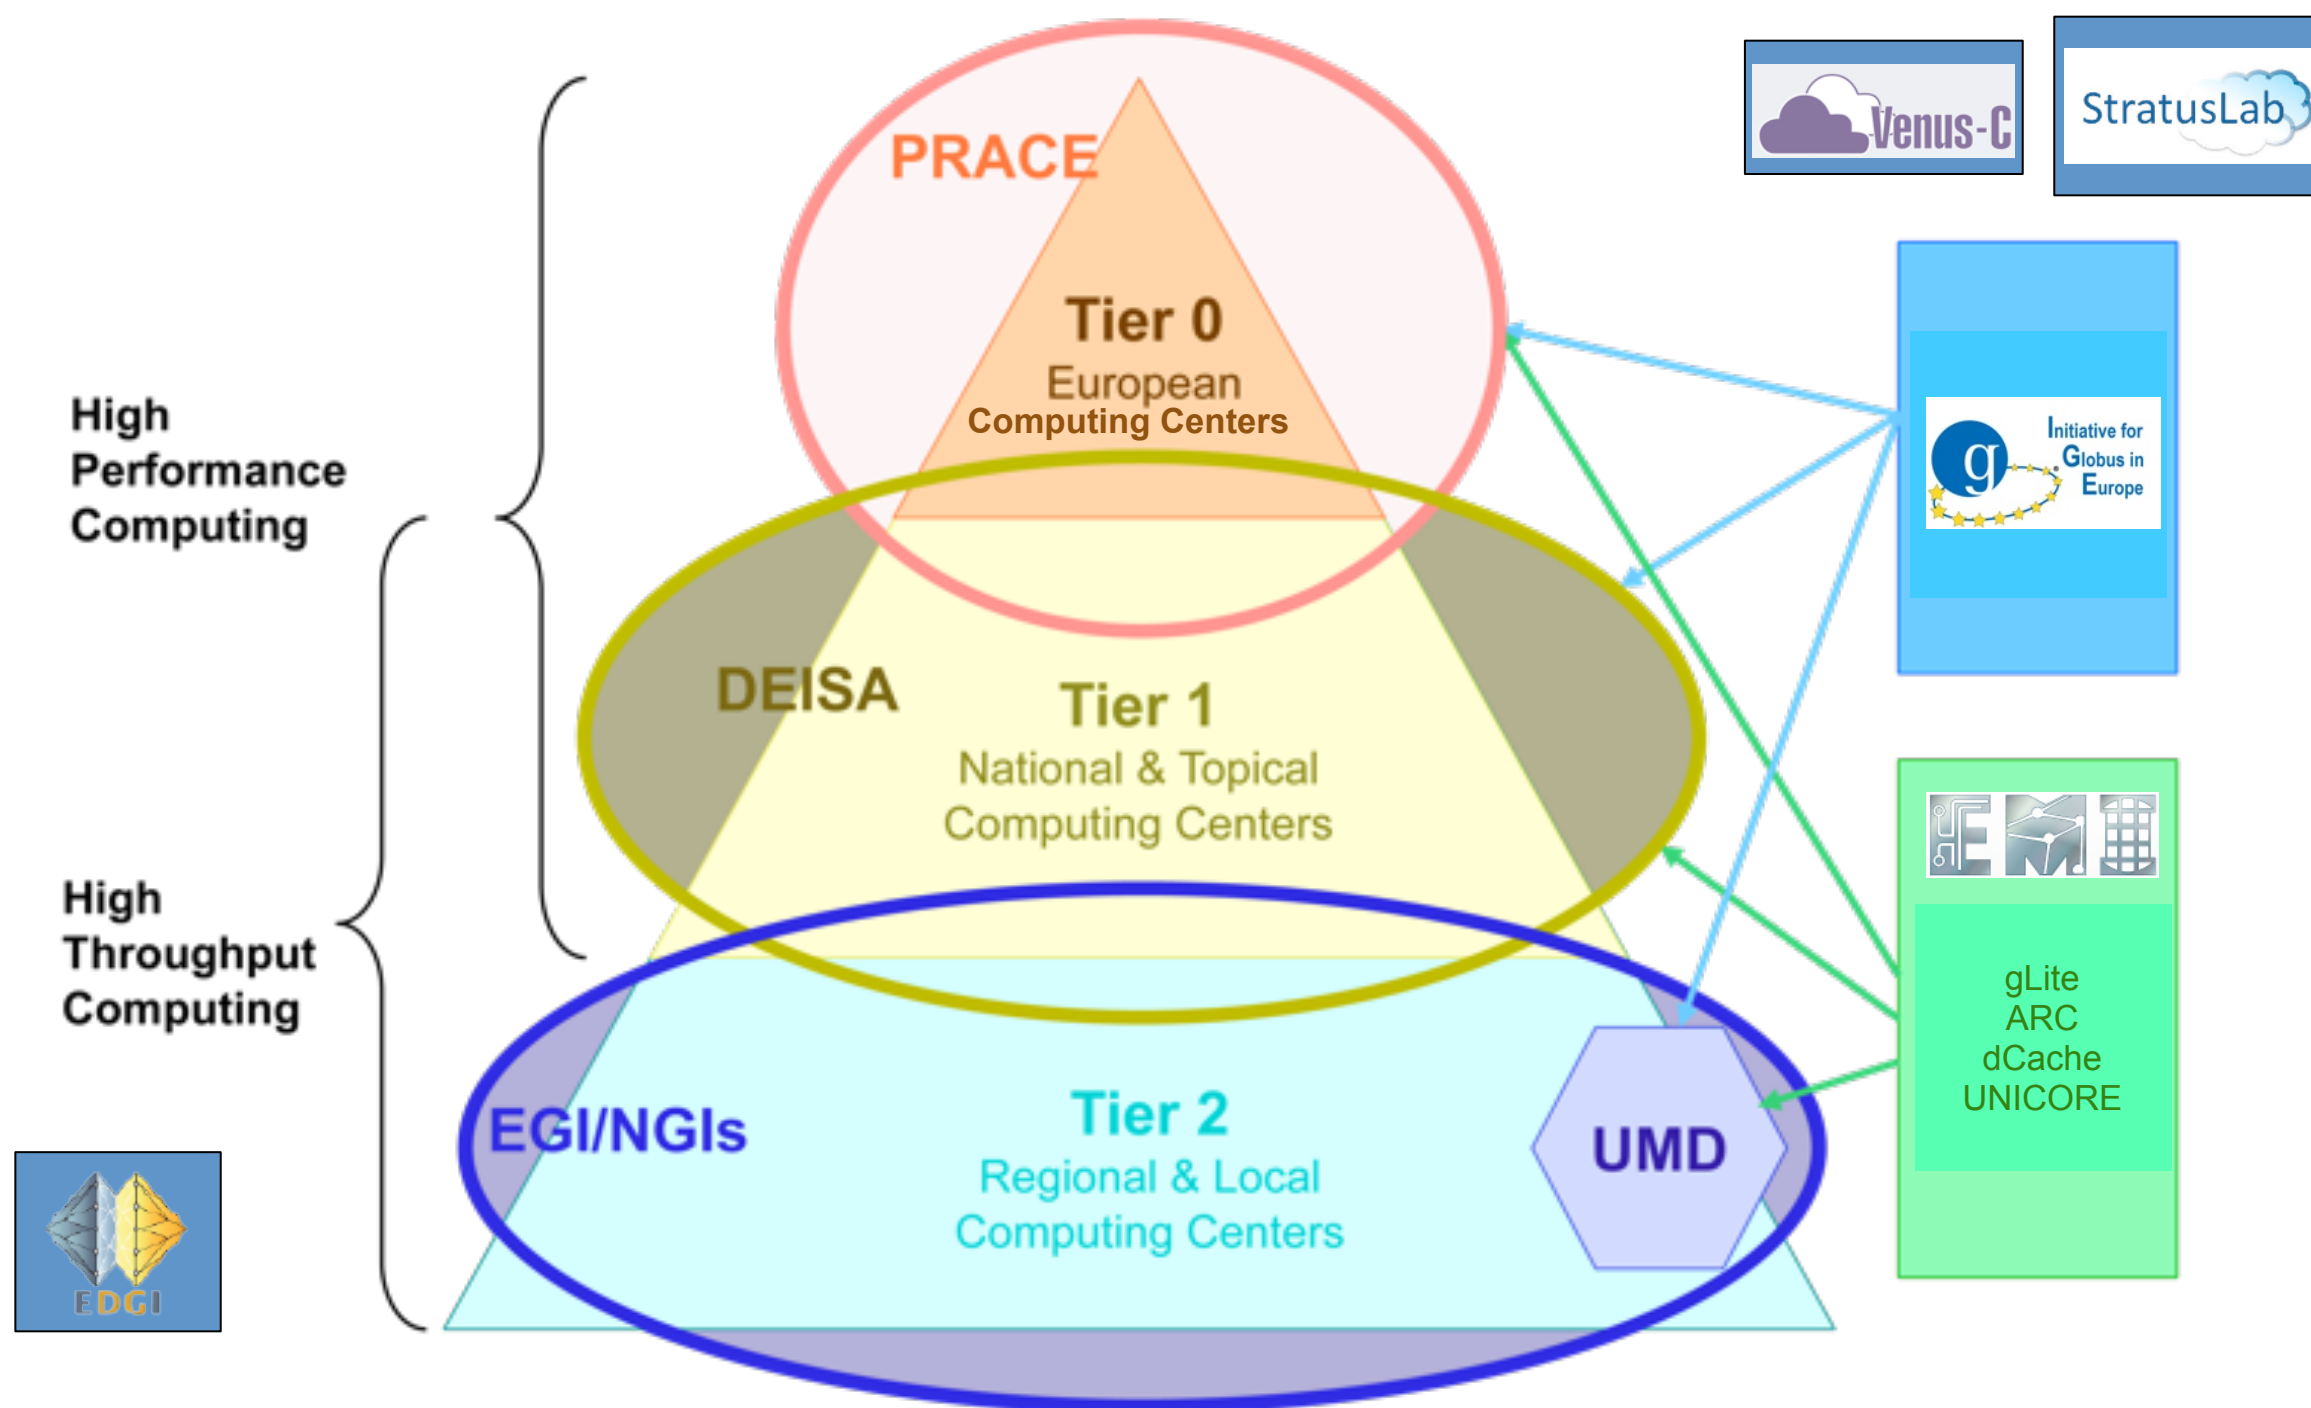 PRACE
Venus-C
StratusLab
Tier 0
European
Computing Centers
High
Performance
Computing
g
Initiative for
Globus in
Europe
DEISA
Tier 1
National & Topical
Computing Centers
EMI
High
Throughput
Computing
gLite
ARC
dCache
UNICORE
EGI/NGIs
Tier 2
Regional & Local
Computing Centers
UMD
EDGI